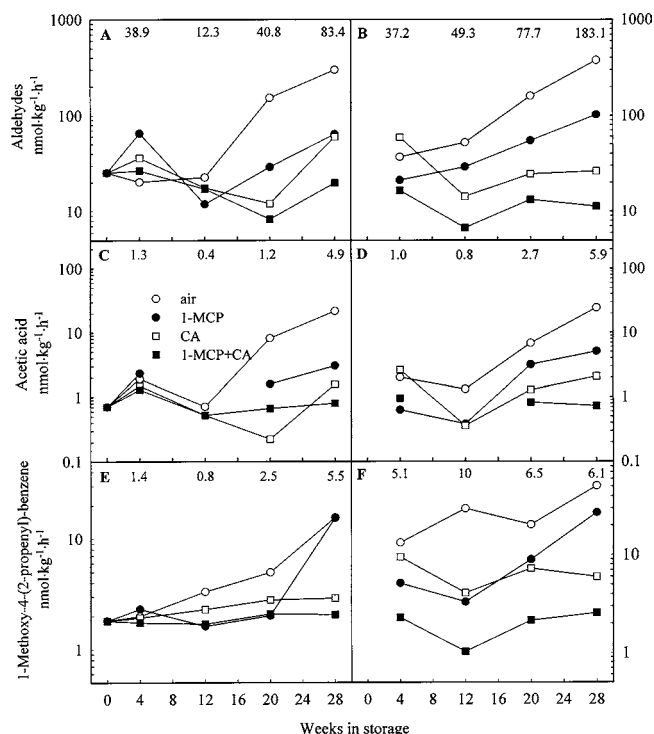 1000
A
38.9 12.3 40.8 83.4
B
37.2 49.3 77.7 183.1
1000
100
100
10
10
Aldehydes
nmol·kg⁻¹·h⁻¹
C
1.3 0.4 1.2 4.9
D
1.0 0.8 2.7 5.9
100
100
10
10
1
1
0.1
0.1
Acetic acid
nmol·kg⁻¹·h⁻¹
air
1-MCP
CA
1-MCP+CA
E
1.4 0.8 2.5 5.5
F
5.1 10 6.5 6.1
10
10
1
1
1-Methoxy-4-(2-propenyl)-benzene
nmol·kg⁻¹·h⁻¹
0 4 8 12 16 20 24 28
0 4 8 12 16 20 24 28
Weeks in storage